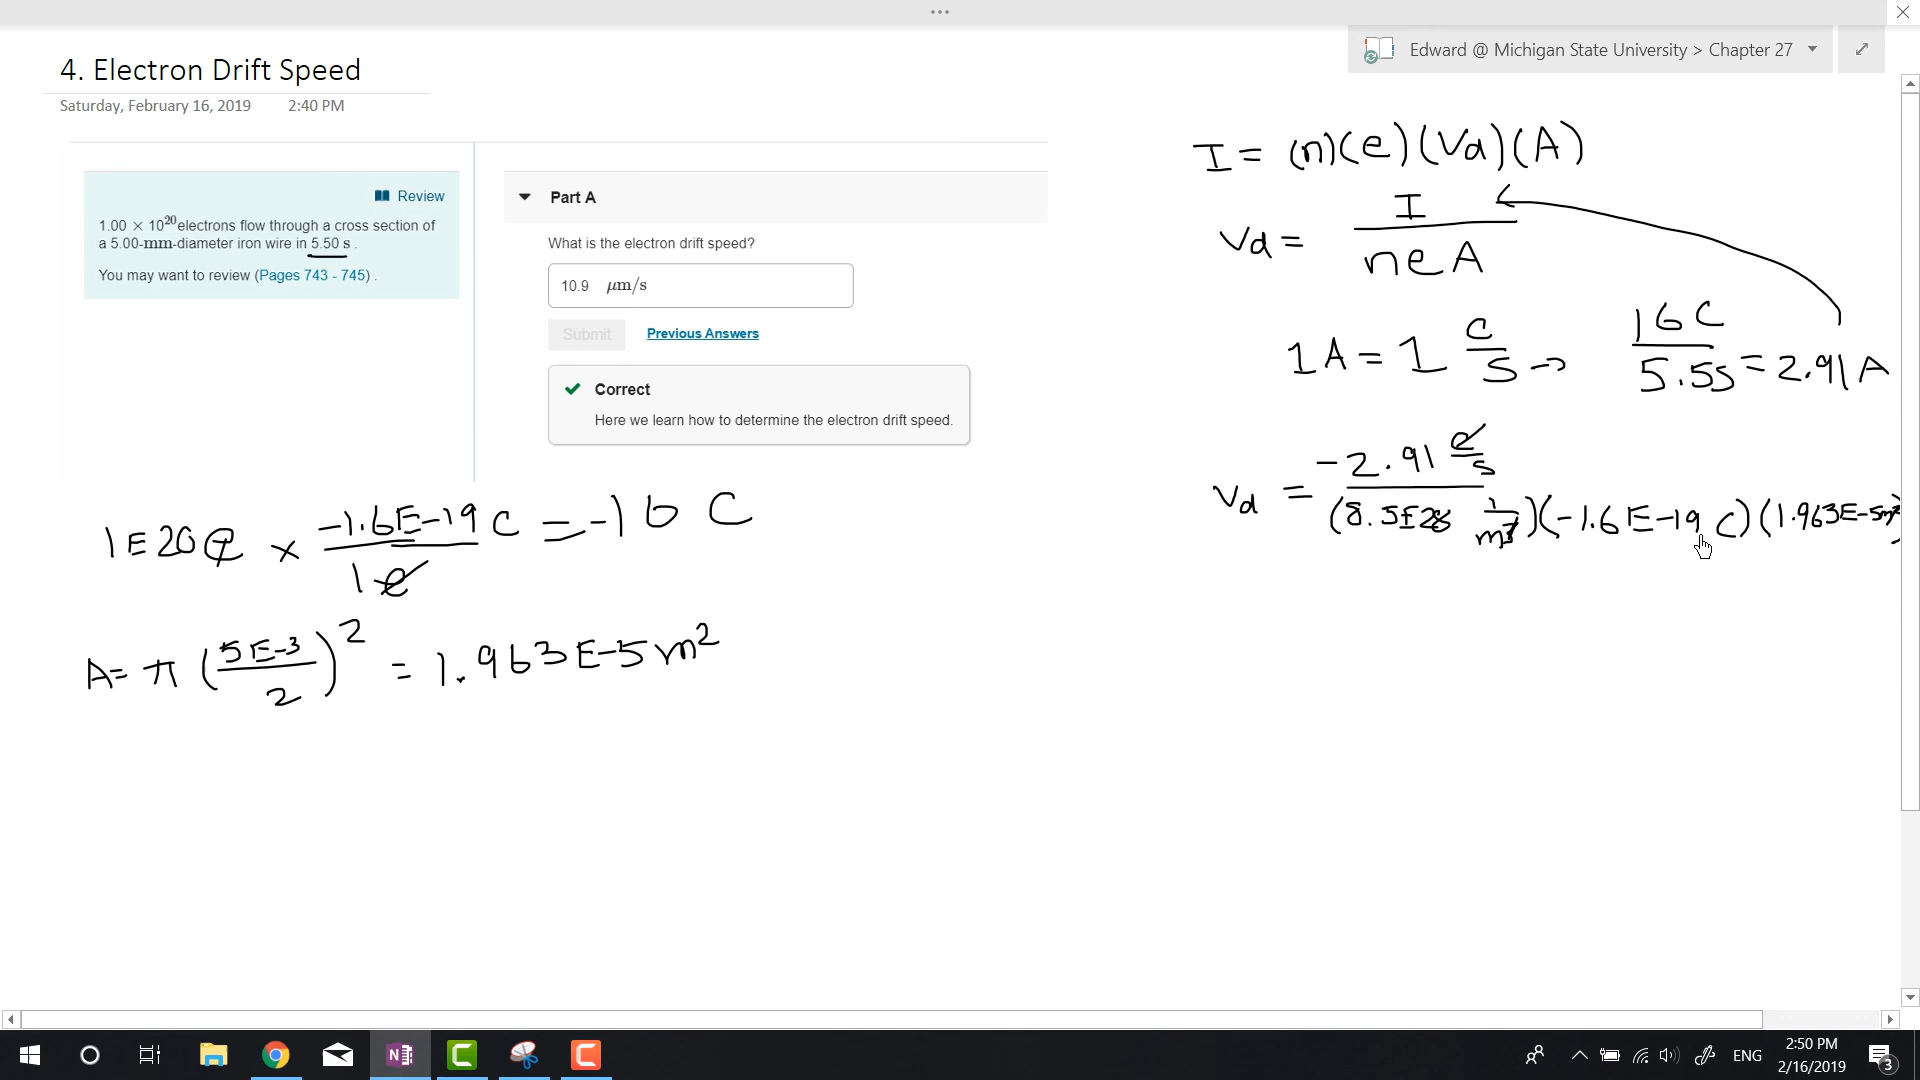 Edward @ Michigan State University > Chapter 27
4. Electron Drift Speed
Saturday, February 16, 2019 2:40 PM
Review
1.00 × 10²⁰ electrons flow through a cross section of
a 5.00-mm-diameter iron wire in 5.50 s .
You may want to review (Pages 743 - 745) .
Part A
What is the electron drift speed?
10.9 μm/s
Submit Previous Answers
Correct
Here we learn how to determine the electron drift speed.
1E20 e × -1.6E-19 C / 1 e = -16 C
A = π (5E-3 / 2)² = 1.963E-5 m²
I = (n)(e)(Vd)(A)
Vd = I / neA
1A = 1 C/S → 16 C / 5.5s = 2.91 A
Vd = -2.91 C/s / (8.5E28 1/m³)(-1.6E-19 C)(1.963E-5m²)
N
ENG
2:50 PM
2/16/2019
3